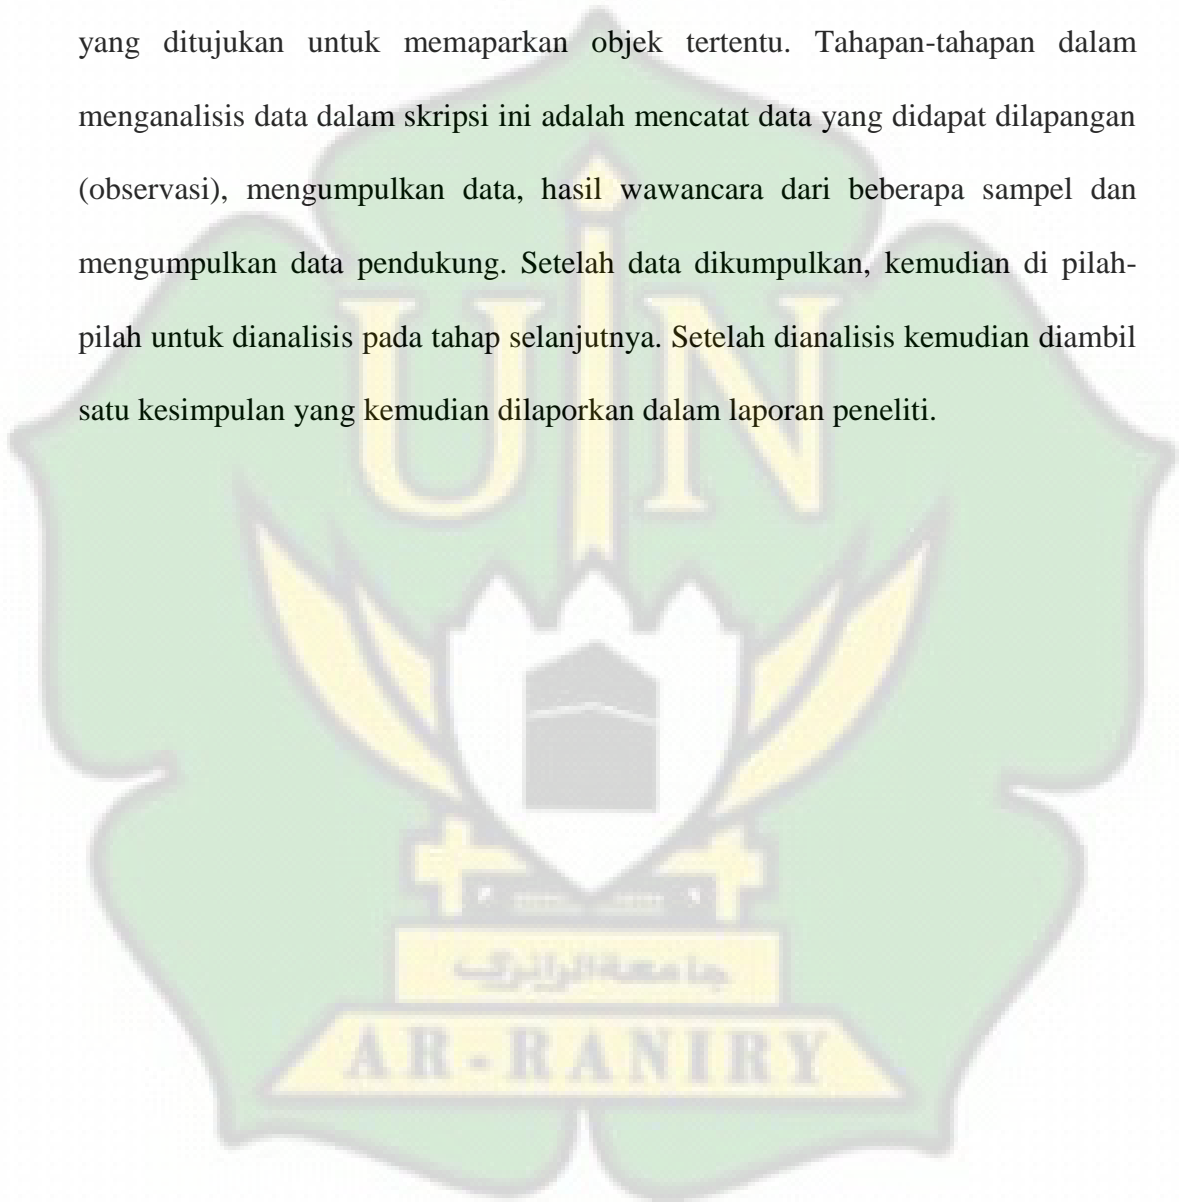 yang ditujukan untuk memaparkan objek tertentu. Tahapan-tahapan dalam
menganalisis data dalam skripsi ini adalah mencatat data yang didapat dilapangan
(observasi), mengumpulkan data, hasil wawancara dari beberapa sampel dan
mengumpulkan data pendukung. Setelah data dikumpulkan, kemudian di pilah-
pilah untuk dianalisis pada tahap selanjutnya. Setelah dianalisis kemudian diambil
satu kesimpulan yang kemudian dilaporkan dalam laporan peneliti.
UIN
جامعة الرانري
AR-RANIRY